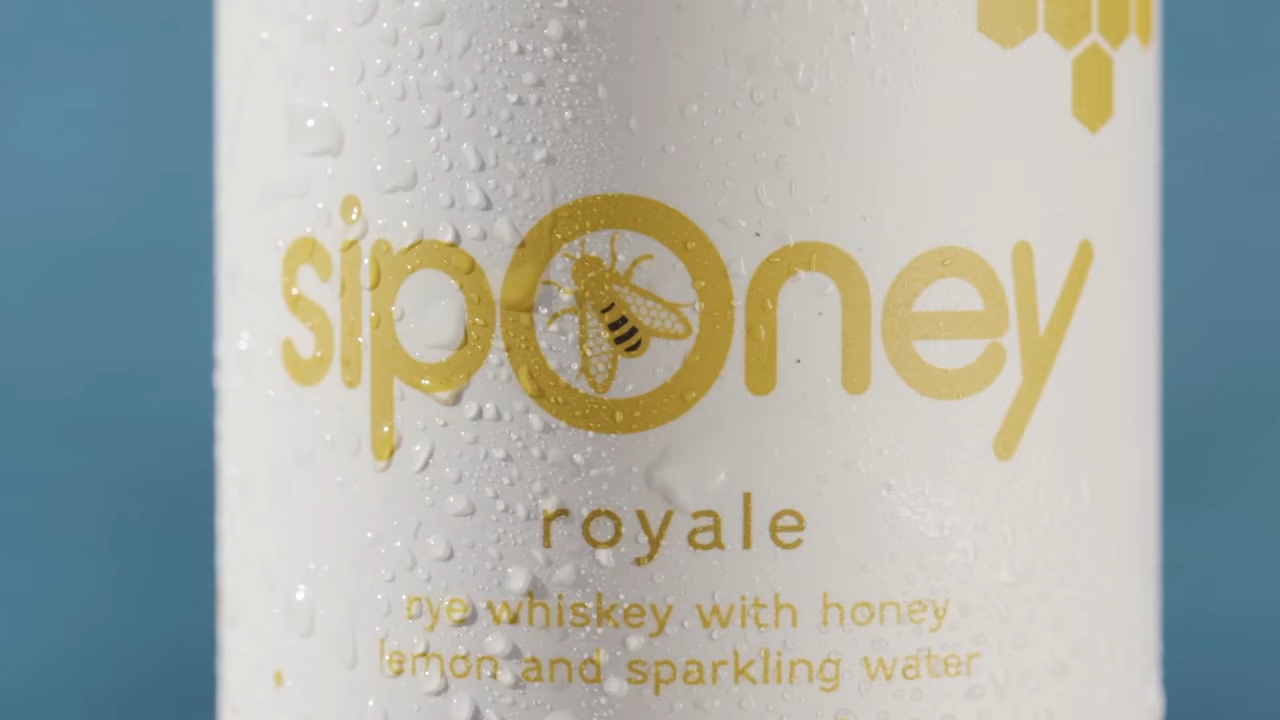 siponey
royale
rye whiskey with honey
lemon and sparkling water